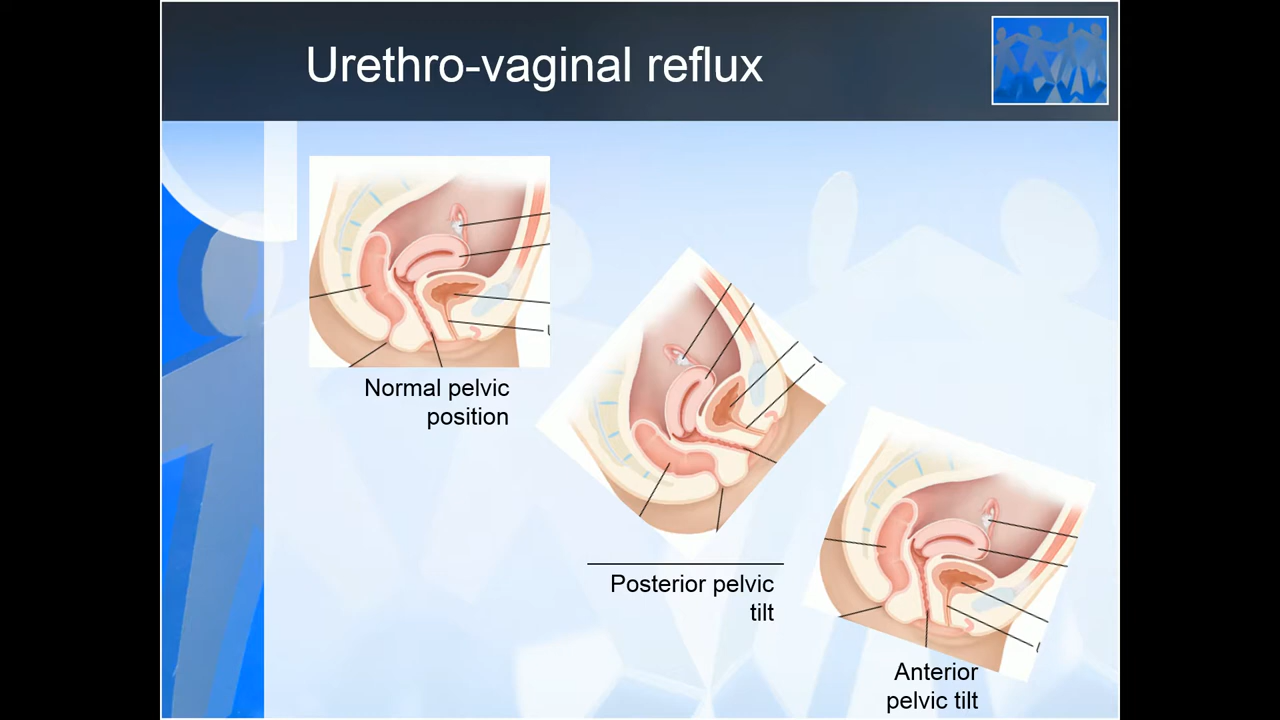 Urethro-vaginal reflux
Normal pelvic
position
Posterior pelvic
tilt
Anterior
pelvic tilt